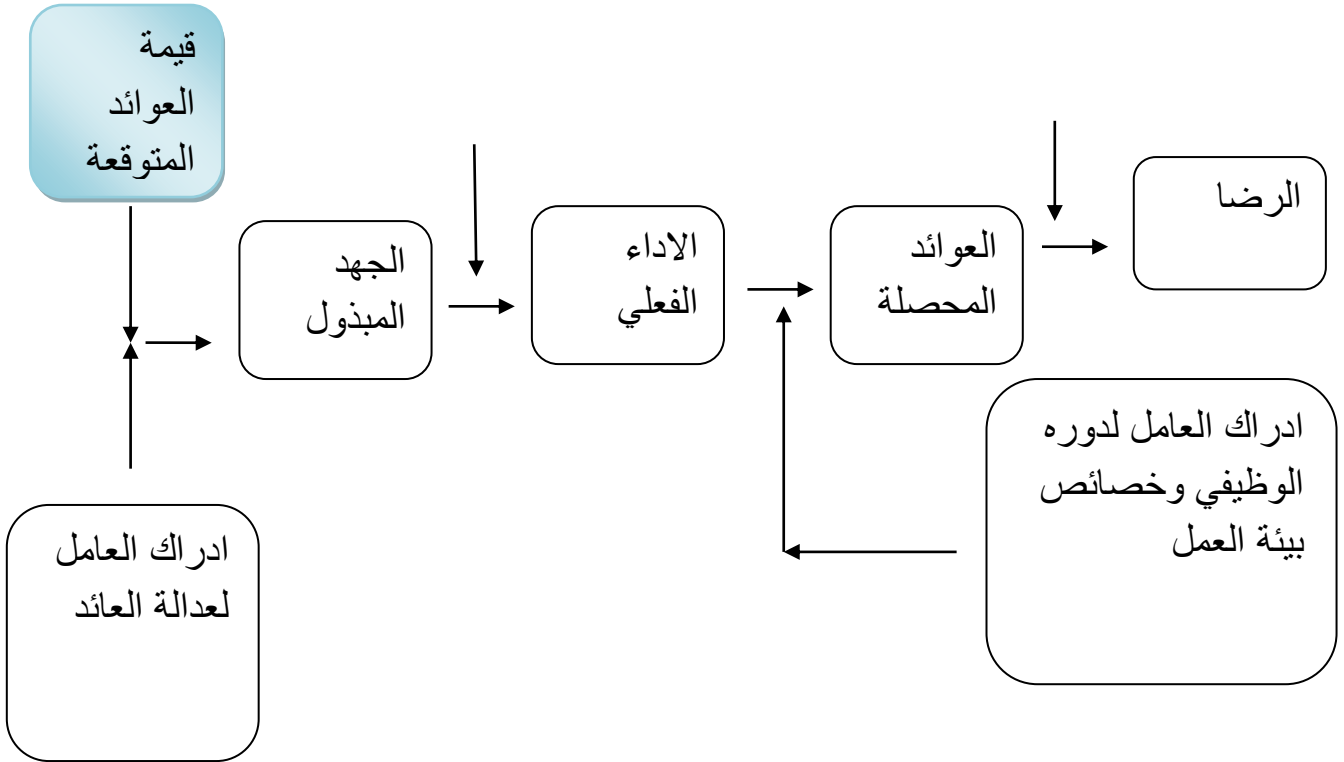 قيمة
العوائد
المتوقعة
الجهد
المبذول
الاداء
الفعلي
العوائد
المحصلة
الرضا
ادراك العامل لدوره
الوظيفي وخصائص
بيئة العمل
ادراك العامل
لعدالة العائد